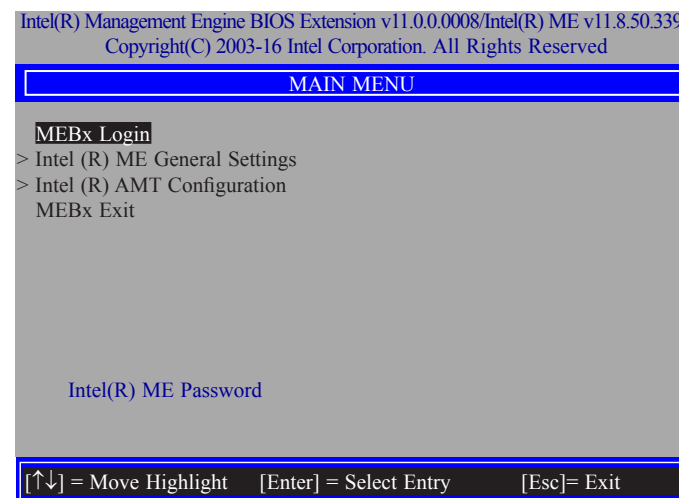 Intel(R) Management Engine BIOS Extension v11.0.0.0008/Intel(R) ME v11.8.50.339
Copyright(C) 2003-16 Intel Corporation. All Rights Reserved
MAIN MENU
MEBx Login
> Intel (R) ME General Settings
> Intel (R) AMT Configuration
MEBx Exit
Intel(R) ME Password
[↑↓] = Move Highlight [Enter] = Select Entry [Esc]= Exit